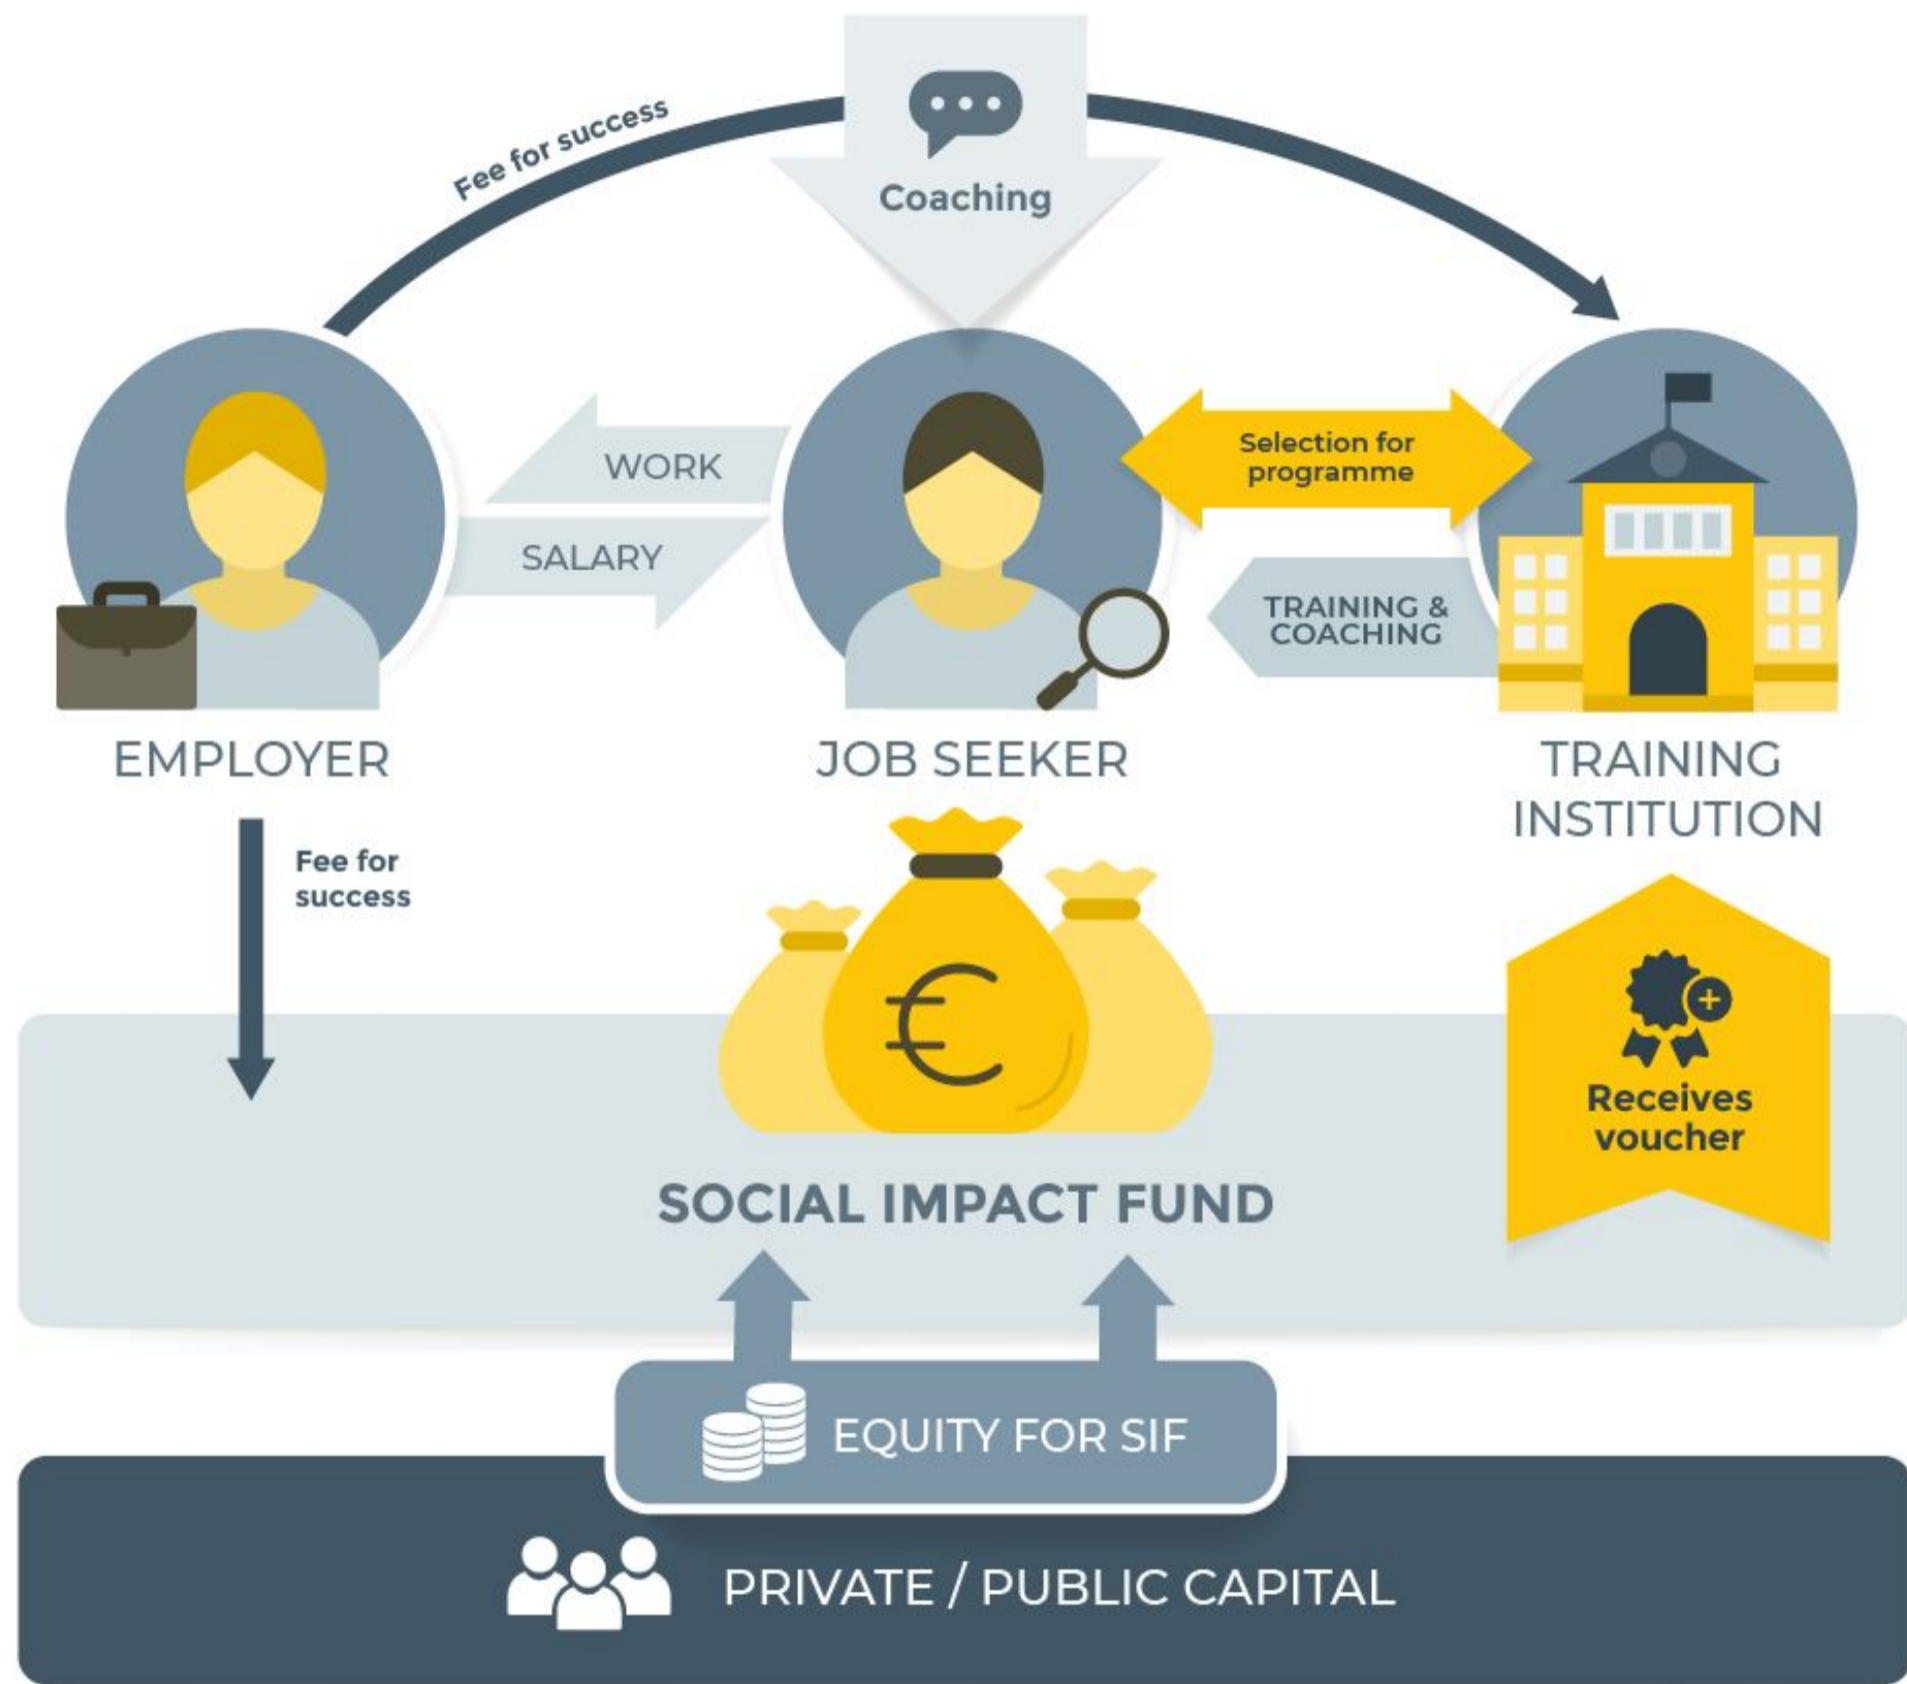 Fee for success
Coaching
WORK
SALARY
Selection for
programme
TRAINING &
COACHING
EMPLOYER
JOB SEEKER
TRAINING
INSTITUTION
Fee for
success
€
Receives
voucher
SOCIAL IMPACT FUND
EQUITY FOR SIF
PRIVATE / PUBLIC CAPITAL